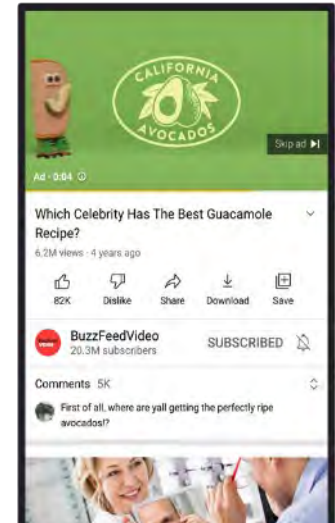 CALIFORNIA
AVOCADOS
Skip ad
Ad · 0:04
Which Celebrity Has The Best Guacamole
Recipe?
6.2M views · 4 years ago
82K
Dislike
Share
Download
Save
BuzzFeedVideo
20.3M subscribers
SUBSCRIBED
Comments 5K
First of all, where are yall getting the perfectly ripe
avocados!?